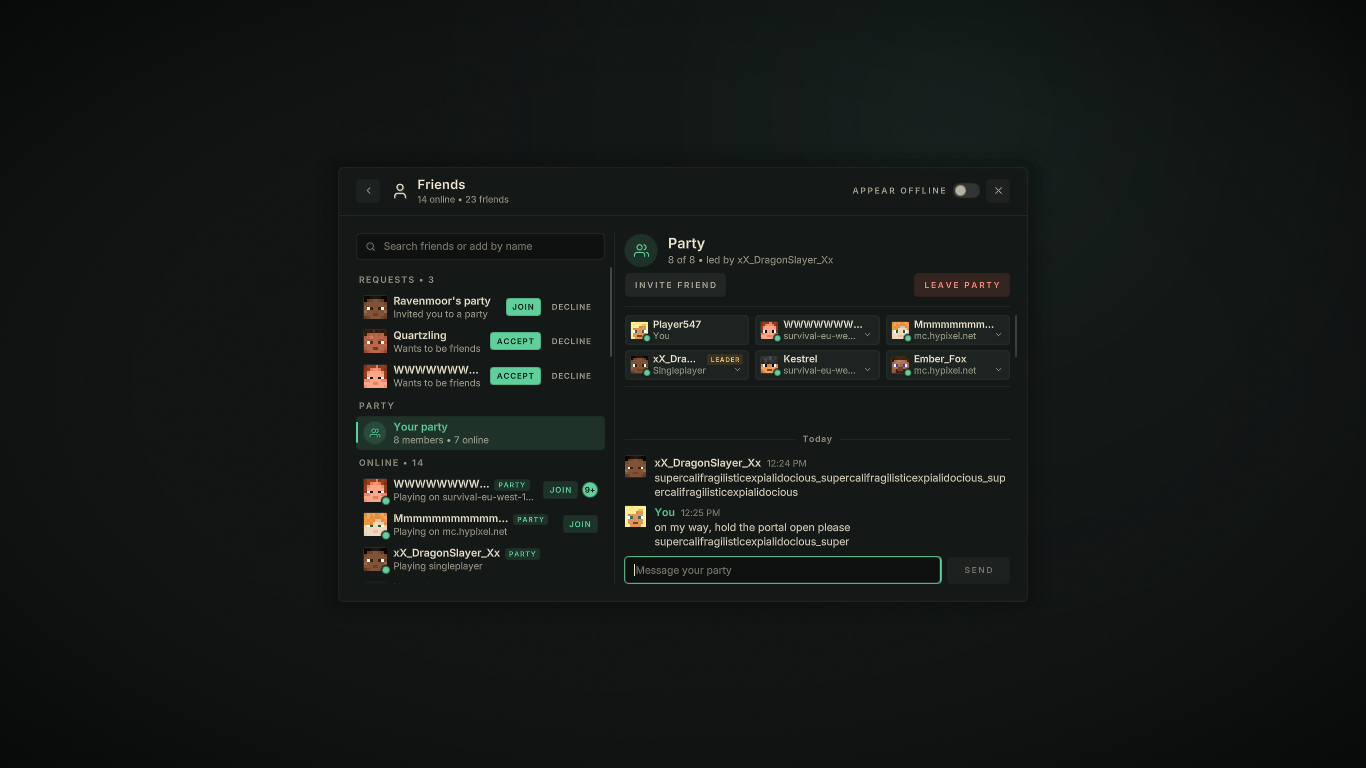 Friends
14 online • 23 friends
APPEAR OFFLINE
Search friends or add by name
REQUESTS • 3
Ravenmoor's party
Invited you to a party
JOIN
DECLINE
Quartzling
Wants to be friends
ACCEPT
DECLINE
WWWWWWW...
Wants to be friends
ACCEPT
DECLINE
PARTY
Your party
8 members • 7 online
ONLINE • 14
WWWWWWWW... PARTY
Playing on survival-eu-west-1...
JOIN
9+
Mmmmmmmmmmm... PARTY
Playing on mc.hypixel.net
JOIN
xX_DragonSlayer_Xx PARTY
Playing singleplayer
Party
8 of 8 • led by xX_DragonSlayer_Xx
INVITE FRIEND
LEAVE PARTY
Player547
You
WWWWWWW...
survival-eu-we...
Mmmmmmmm...
mc.hypixel.net
xX_Dra... LEADER
Singleplayer
Kestrel
survival-eu-we...
Ember_Fox
mc.hypixel.net
Today
xX_DragonSlayer_Xx 12:24 PM
supercalifragilisticexpialidocious_supercalifragilisticexpialidocious_sup
ercalifragilisticexpialidocious
You 12:25 PM
on my way, hold the portal open please
supercalifragilisticexpialidocious_super
Message your party
SEND